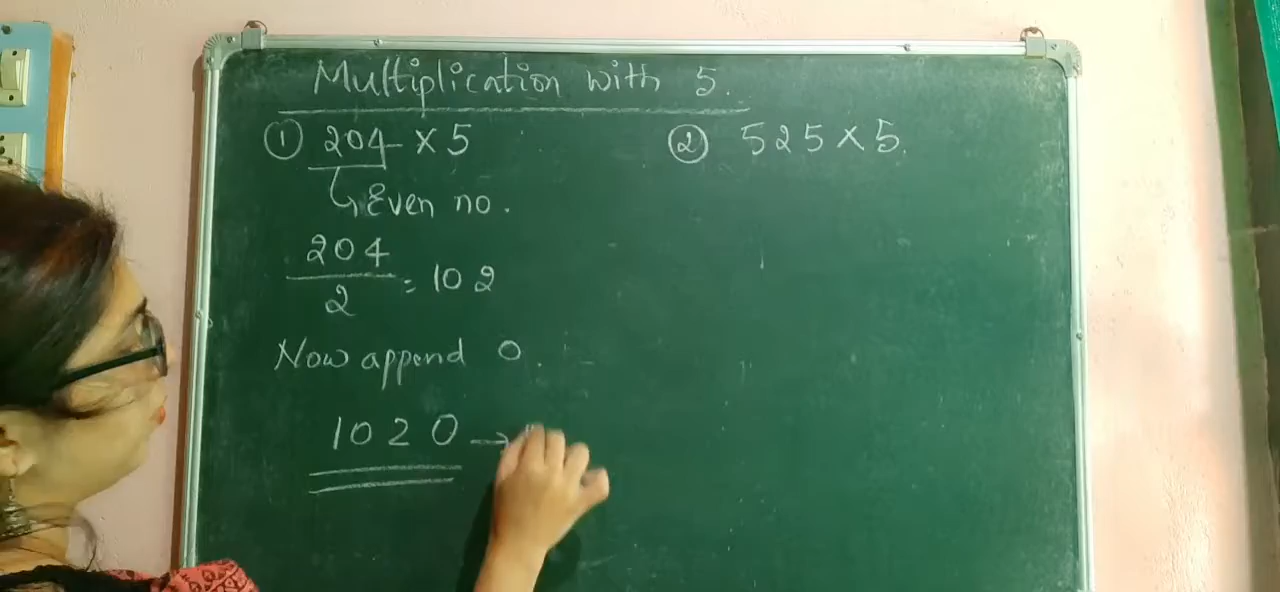 Multiplication with 5.
① 204 × 5
↳ Even no.
204
2
= 102
Now append 0
1020 →
② 525 × 5.